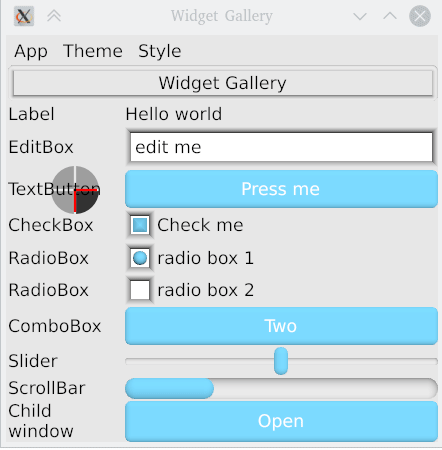 Widget Gallery
App Theme Style
Widget Gallery
Label Hello world
EditBox edit me
TextButton Press me
CheckBox Check me
RadioBox radio box 1
RadioBox radio box 2
ComboBox Two
Slider
ScrollBar
Child
window Open